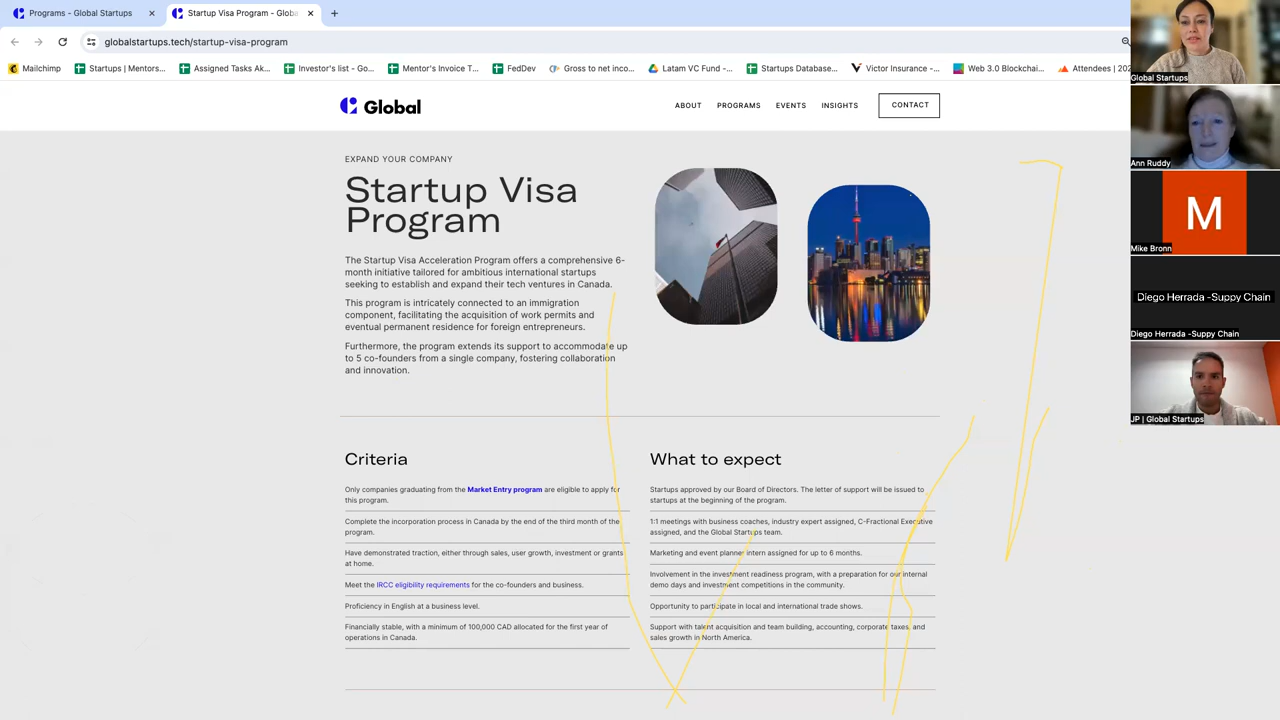 Programs - Global Startups
Startup Visa Program - Globa
globalstartups.tech/startup-visa-program
Mailchimp
Startups | Mentors...
Assigned Tasks Ak...
Investor's list - Go...
Mentor's Invoice T...
FedDev
Gross to net inco...
Latam VC Fund -...
Startups Database...
Victor Insurance -...
Web 3.0 Blockchai...
Attendees | 202
Global
ABOUT
PROGRAMS
EVENTS
INSIGHTS
CONTACT
EXPAND YOUR COMPANY
Startup Visa
Program
The Startup Visa Acceleration Program offers a comprehensive 6-
month initiative tailored for ambitious international startups
seeking to establish and expand their tech ventures in Canada.
This program is intricately connected to an immigration
component, facilitating the acquisition of work permits and
eventual permanent residence for foreign entrepreneurs.
Furthermore, the program extends its support to accommodate up
to 5 co-founders from a single company, fostering collaboration
and innovation.
Criteria
Only companies graduating from the Market Entry program are eligible to apply for
this program.
Complete the incorporation process in Canada by the end of the third month of the
program.
Have demonstrated traction, either through sales, user growth, investment or grants
at home.
Meet the IRCC eligibility requirements for the co-founders and business.
Proficiency in English at a business level.
Financially stable, with a minimum of 100,000 CAD allocated for the first year of
operations in Canada.
What to expect
Startups approved by our Board of Directors. The letter of support will be issued to
startups at the beginning of the program.
1:1 meetings with business coaches, industry expert assigned, C-Fractional Executive
assigned, and the Global Startups team.
Marketing and event planner intern assigned for up to 6 months.
Involvement in the investment readiness program, with a preparation for our internal
demo days and investment competitions in the community.
Opportunity to participate in local and international trade shows.
Support with talent acquisition and team building, accounting, corporate taxes, and
sales growth in North America.
Global Startups
Ann Ruddy
M
Mike Bronn
Diego Herrada -Suppy Chain
Diego Herrada -Suppy Chain
JP | Global Startups